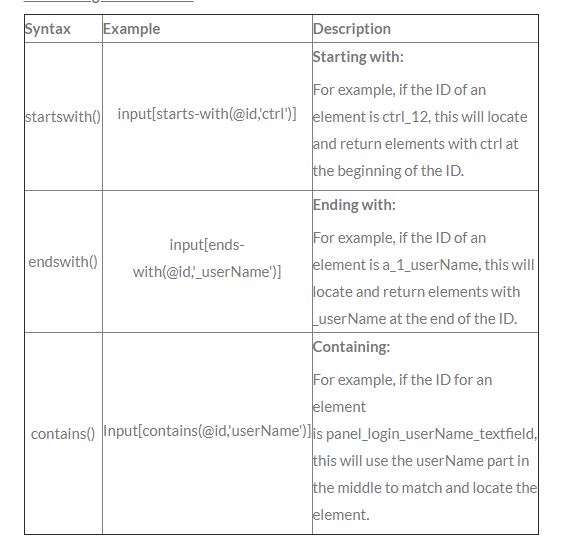 Syntax Example Description
startswith() input[starts-with(@id,'ctrl')] Starting with:
For example, if the ID of an
element is ctrl_12, this will locate
and return elements with ctrl at
the beginning of the ID.
endswith() input[ends-
with(@id,'_userName')] Ending with:
For example, if the ID of an
element is a_1_userName, this will
locate and return elements with
_userName at the end of the ID.
contains() Input[contains(@id,'userName')] Containing:
For example, if the ID for an
element
is panel_login_userName_textfield,
this will use the userName part in
the middle to match and locate the
element.